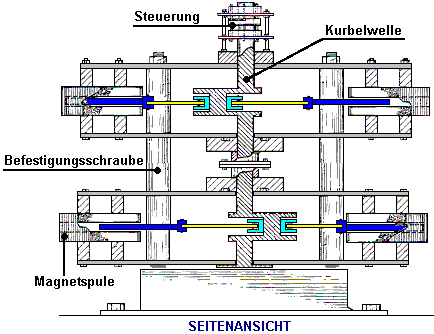 Steuerung
Kurbelwelle
Befestigungsschraube
Magnetspule
SEITENANSICHT